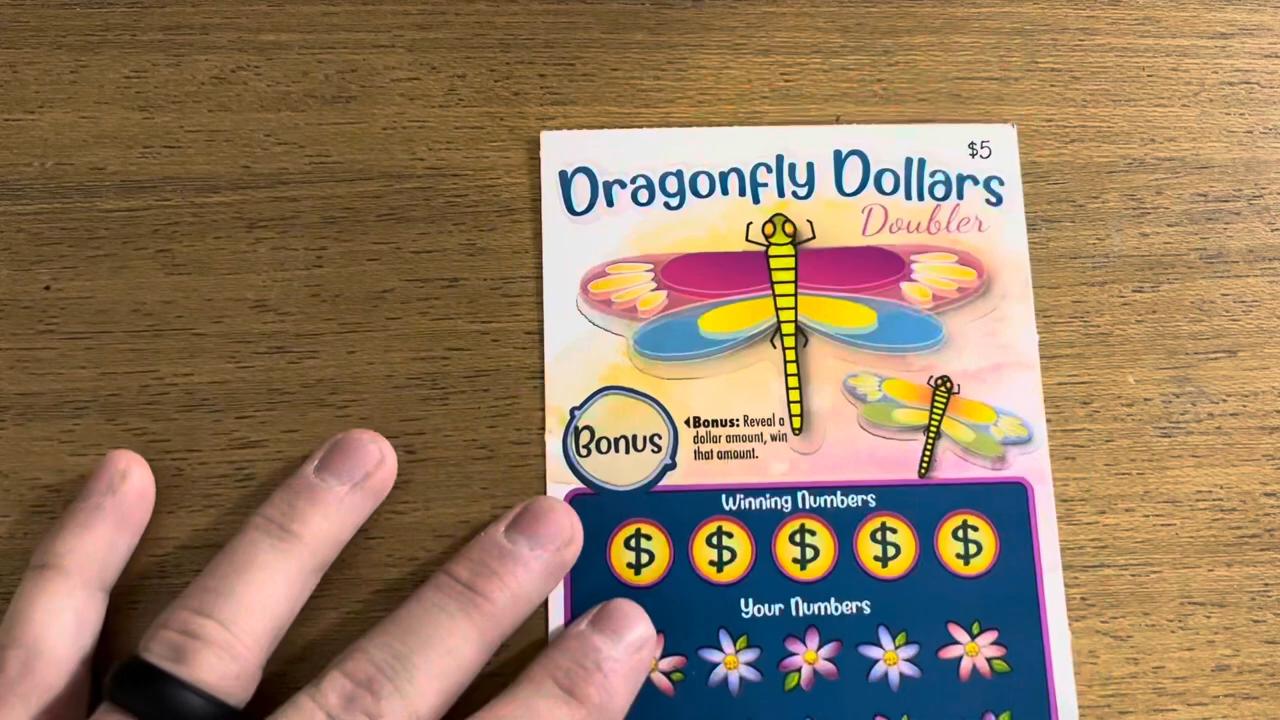 $5
Dragonfly Dollars
Doubler
Bonus
Bonus: Reveal a
dollar amount, win
that amount.
Winning Numbers
$ $ $ $ $
Your Numbers